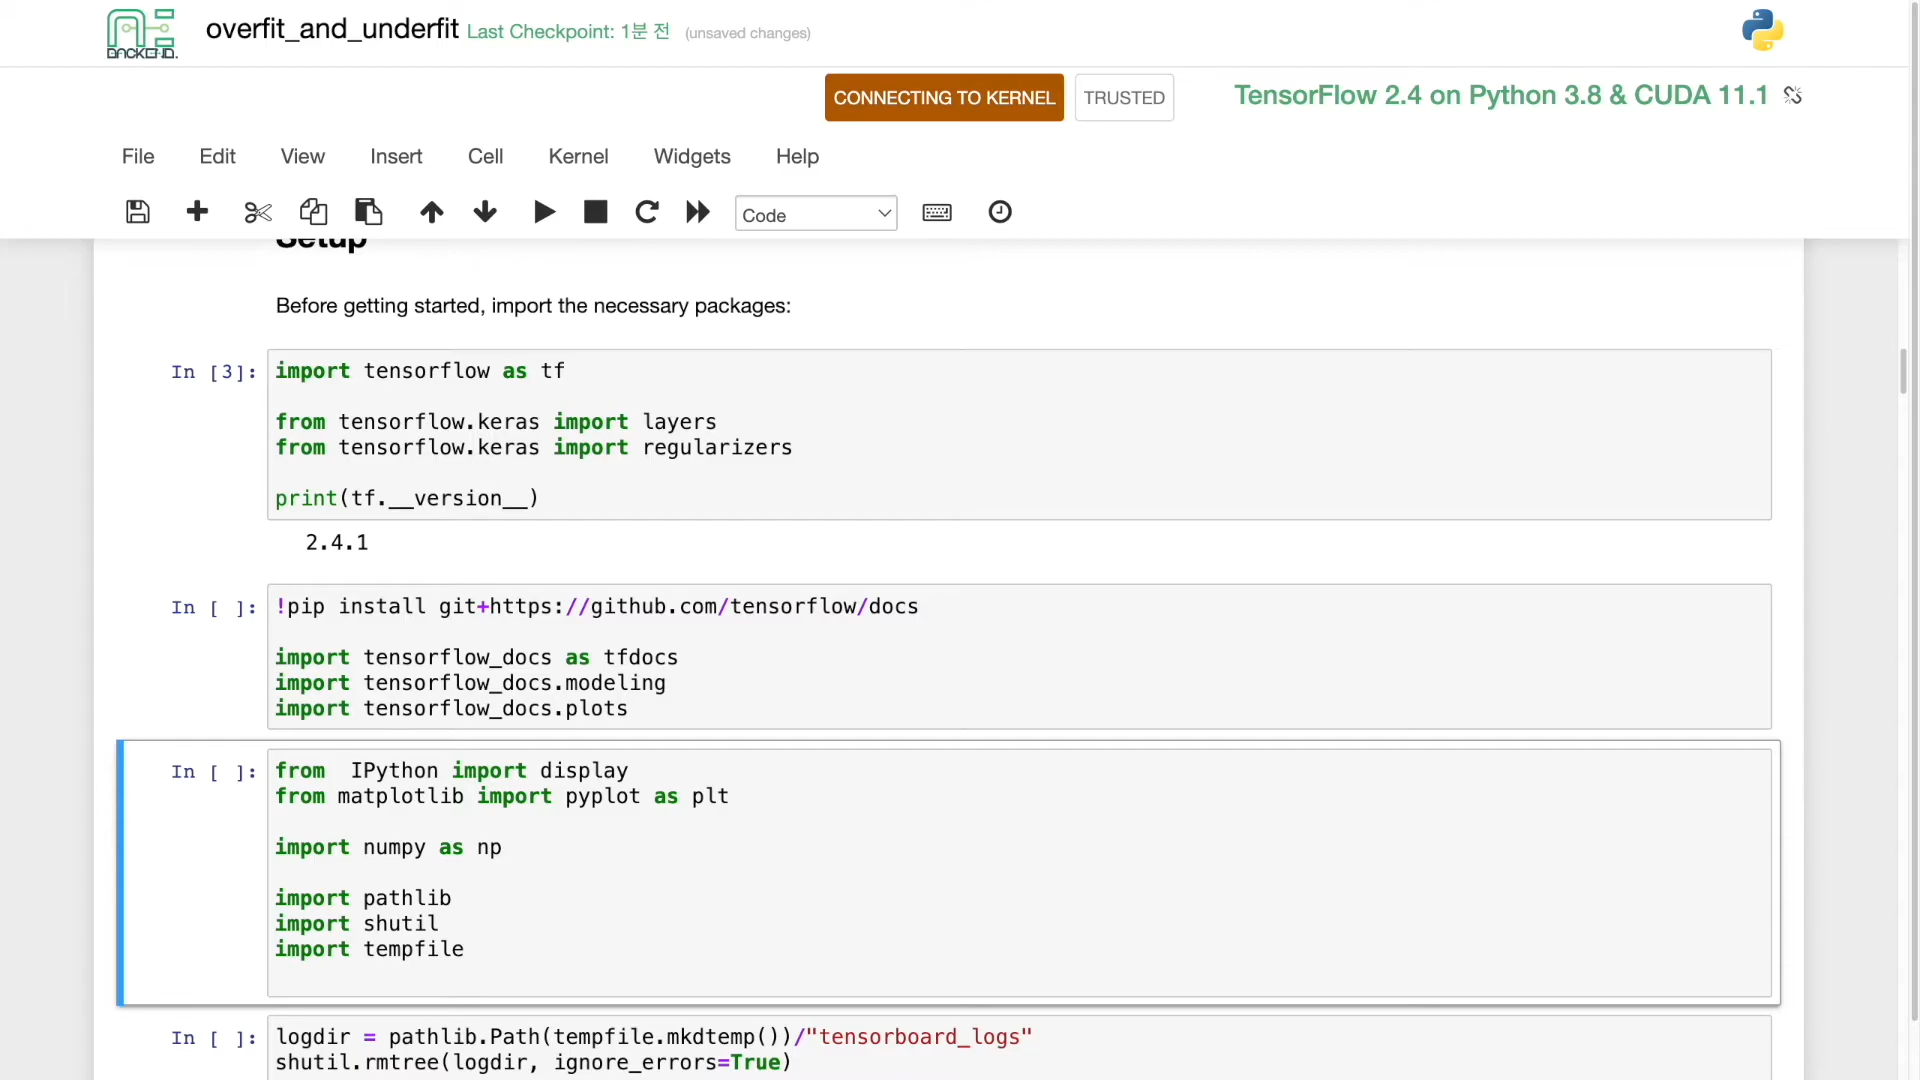 BACKEND.
overfit_and_underfit Last Checkpoint: 1분 전 (unsaved changes)
CONNECTING TO KERNEL TRUSTED TensorFlow 2.4 on Python 3.8 & CUDA 11.1
File Edit View Insert Cell Kernel Widgets Help
Code
Setup
Before getting started, import the necessary packages:
In [3]: import tensorflow as tf
from tensorflow.keras import layers
from tensorflow.keras import regularizers
print(tf.__version__)
2.4.1
In [ ]: !pip install git+https://github.com/tensorflow/docs
import tensorflow_docs as tfdocs
import tensorflow_docs.modeling
import tensorflow_docs.plots
In [ ]: from  IPython import display
from matplotlib import pyplot as plt
import numpy as np
import pathlib
import shutil
import tempfile
In [ ]: logdir = pathlib.Path(tempfile.mkdtemp())/"tensorboard_logs"
shutil.rmtree(logdir, ignore_errors=True)